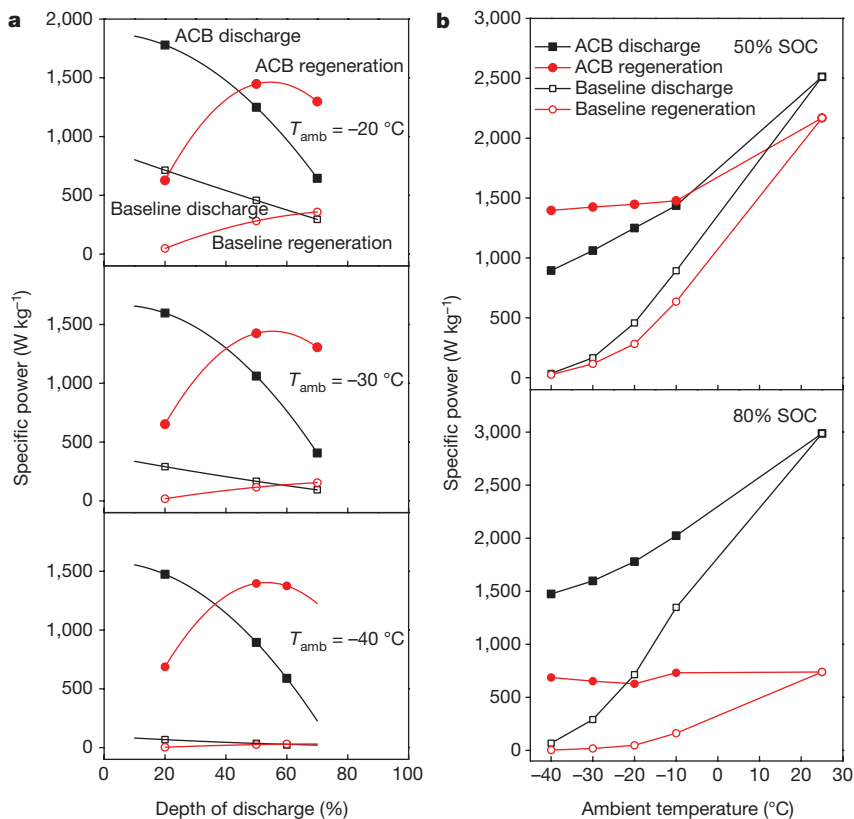 a
2,000
1,500
1,000
500
0
ACB discharge
ACB regeneration
T amb = –20 °C
Baseline discharge
Baseline regeneration
1,500
1,000
500
0
T amb = –30 °C
1,500
1,000
500
0
T amb = –40 °C
0 20 40 60 80 100
Depth of discharge (%)
Specific power (W kg–1)
b
3,000
2,500
2,000
1,500
1,000
500
0
ACB discharge
ACB regeneration
Baseline discharge
Baseline regeneration
50% SOC
3,000
2,500
2,000
1,500
1,000
500
0
80% SOC
–40 –30 –20 –10 0 10 20 30
Ambient temperature (°C)
Specific power (W kg–1)